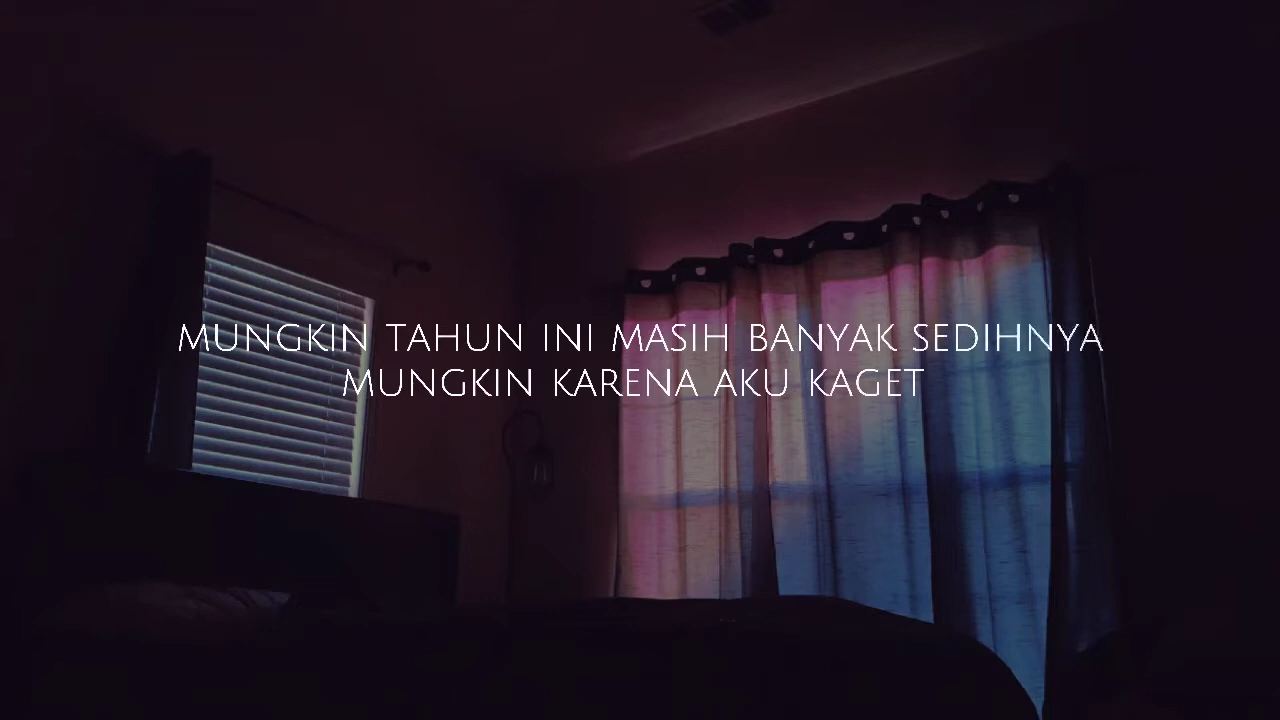 MUNGKIN TAHUN INI MASIH BANYAK SEDIHNYA
MUNGKIN KARENA AKU KAGET